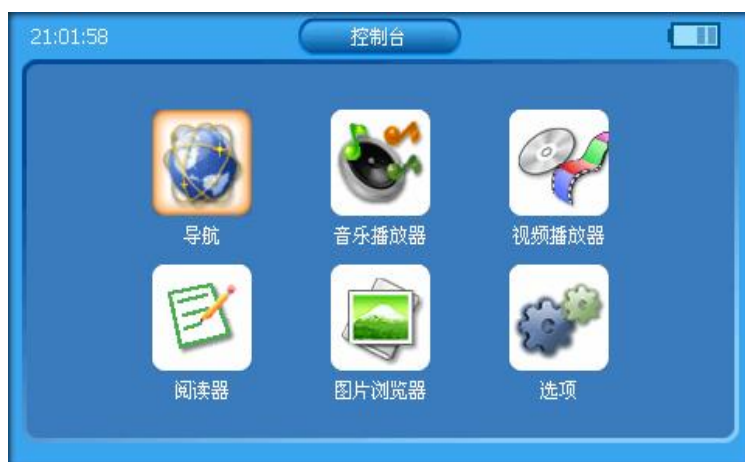 21:01:58
控制台
导航
音乐播放器
视频播放器
阅读器
图片浏览器
选项